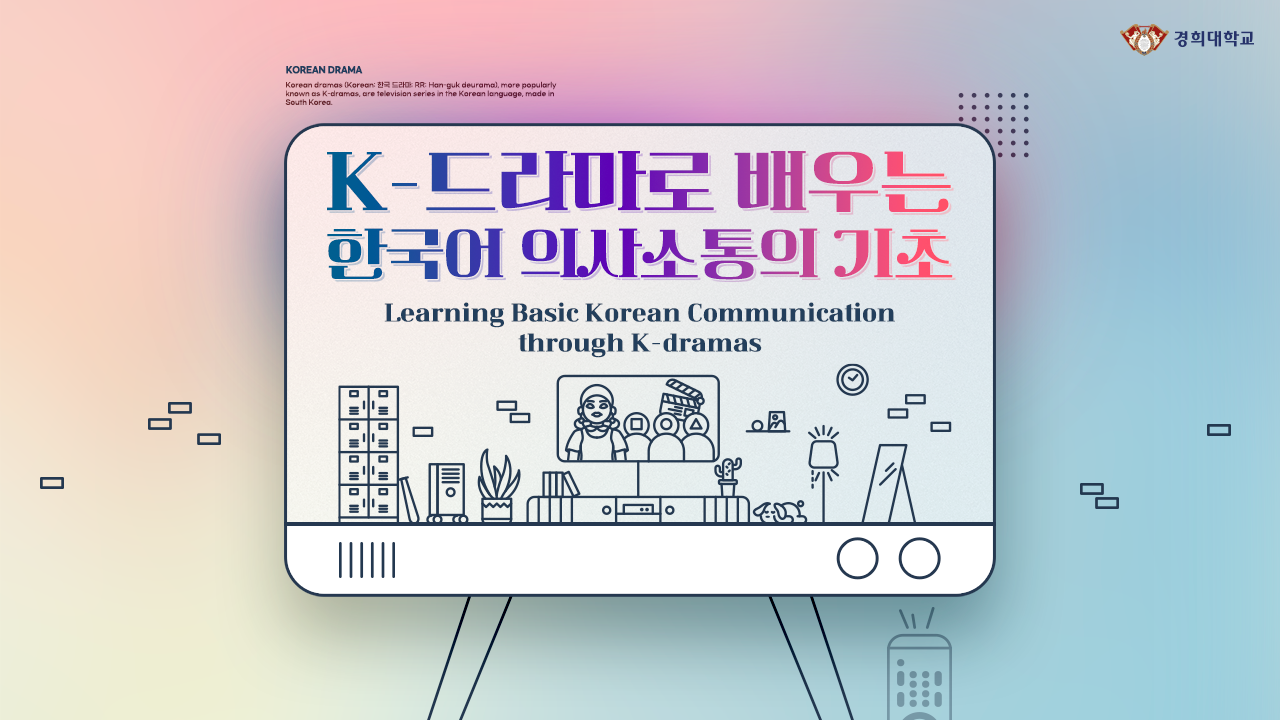 경희대학교
KOREAN DRAMA
Korean dramas (Korean: 한국 드라마; RR: Han-guk deurama), more popularly
known as K-dramas, are television series in the Korean language, made in
South Korea.
K-드라마로 배우는
한국어 의사소통의 기초
Learning Basic Korean Communication
through K-dramas